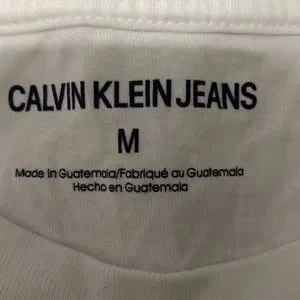 CALVIN KLEIN JEANS
M
Made in Guatemala/Fabriqué au Guatemala
Hecho en Guatemala